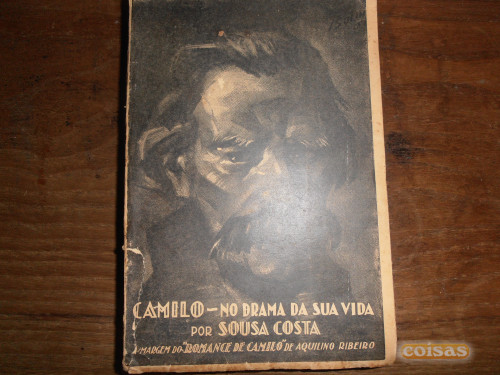 CAMILO — NO DRAMA DA SUA VIDA
POR SOUSA COSTA
À MARGEM DO "ROMANCE DE CAMILO" DE AQUILINO RIBEIRO
coisas